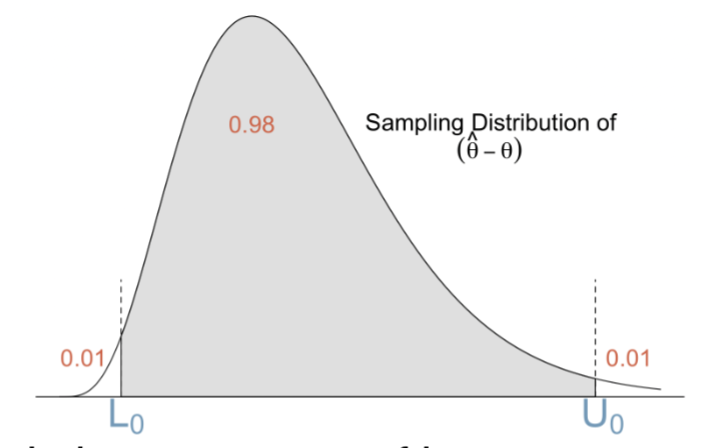 0.98
Sampling Distribution of
(θ̂ – θ)
0.01
0.01
L₀
U₀